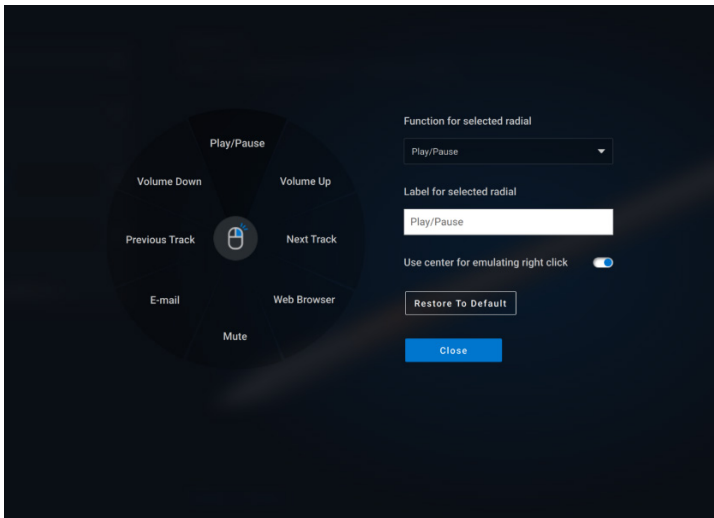 Play/Pause
Volume Down
Volume Up
Previous Track
Next Track
E-mail
Web Browser
Mute
Function for selected radial
Play/Pause
Label for selected radial
Play/Pause
Use center for emulating right click
Restore To Default
Close